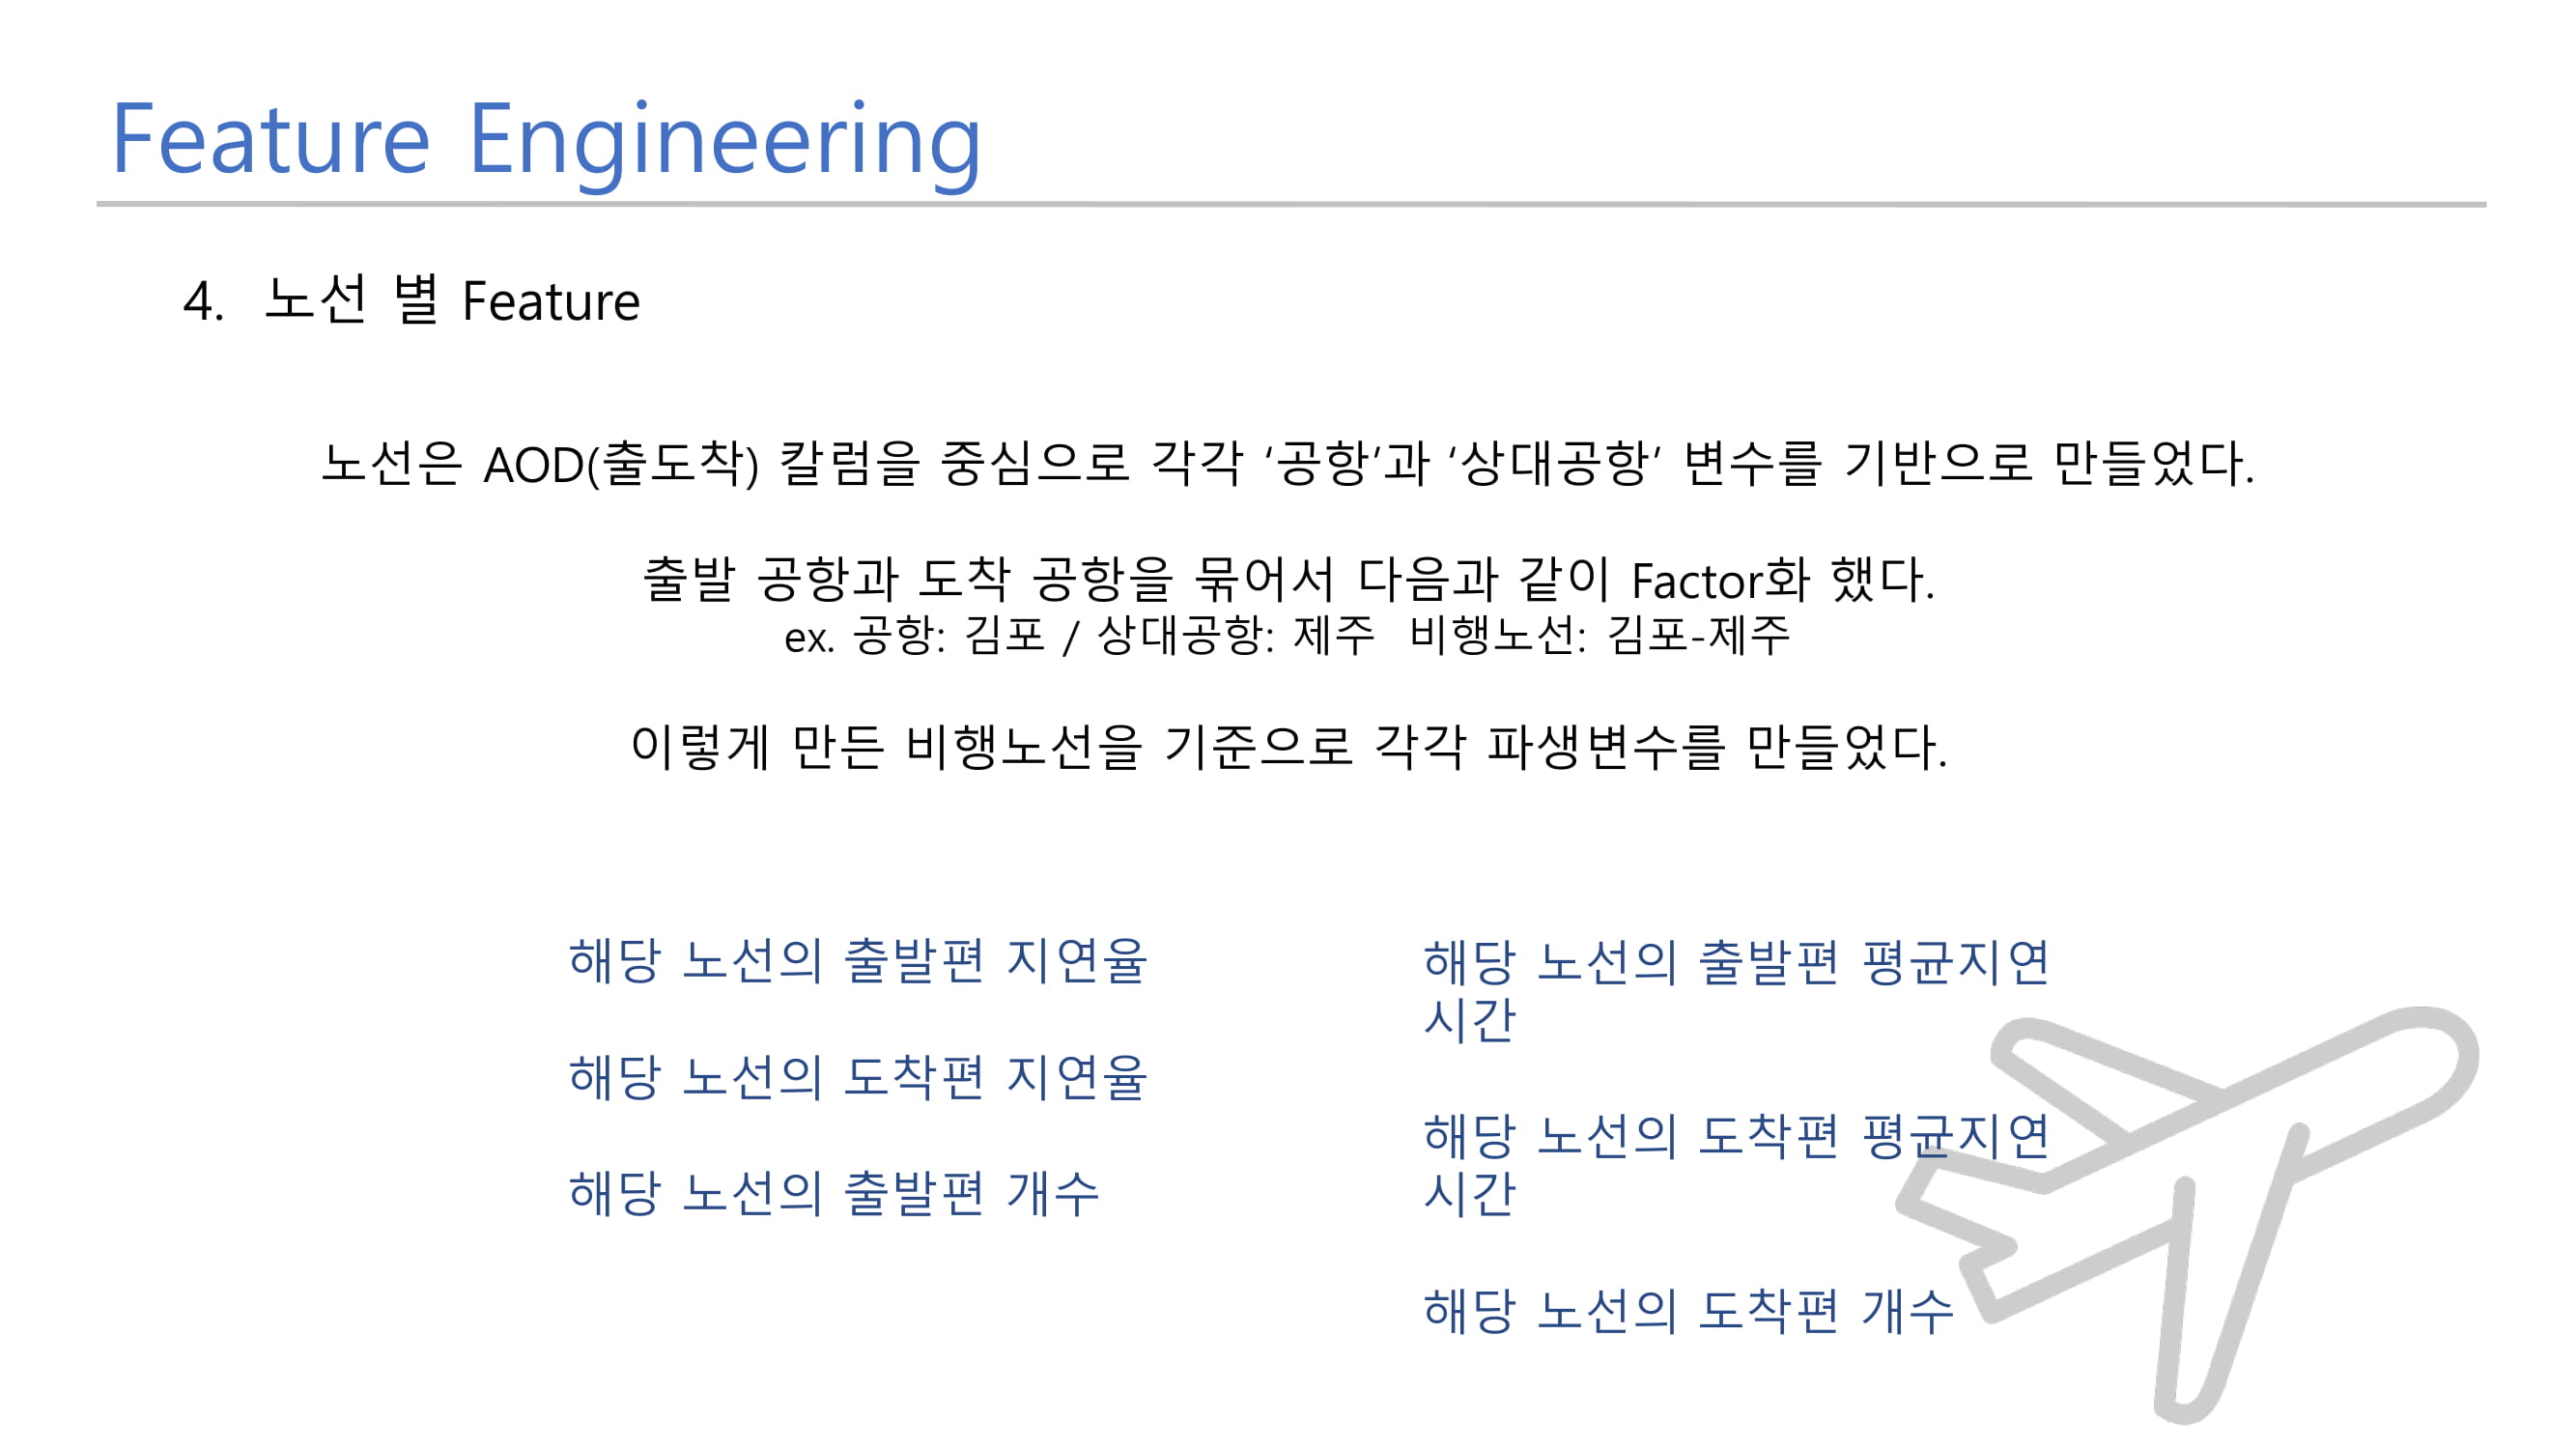 Feature Engineering
4. 노선 별 Feature
노선은 AOD(출도착) 칼럼을 중심으로 각각 ‘공항’과 ‘상대공항’ 변수를 기반으로 만들었다.
출발 공항과 도착 공항을 묶어서 다음과 같이 Factor화 했다.
ex. 공항: 김포 / 상대공항: 제주 비행노선: 김포-제주
이렇게 만든 비행노선을 기준으로 각각 파생변수를 만들었다.
해당 노선의 출발편 지연율
해당 노선의 도착편 지연율
해당 노선의 출발편 개수
해당 노선의 출발편 평균지연
시간
해당 노선의 도착편 평균지연
시간
해당 노선의 도착편 개수